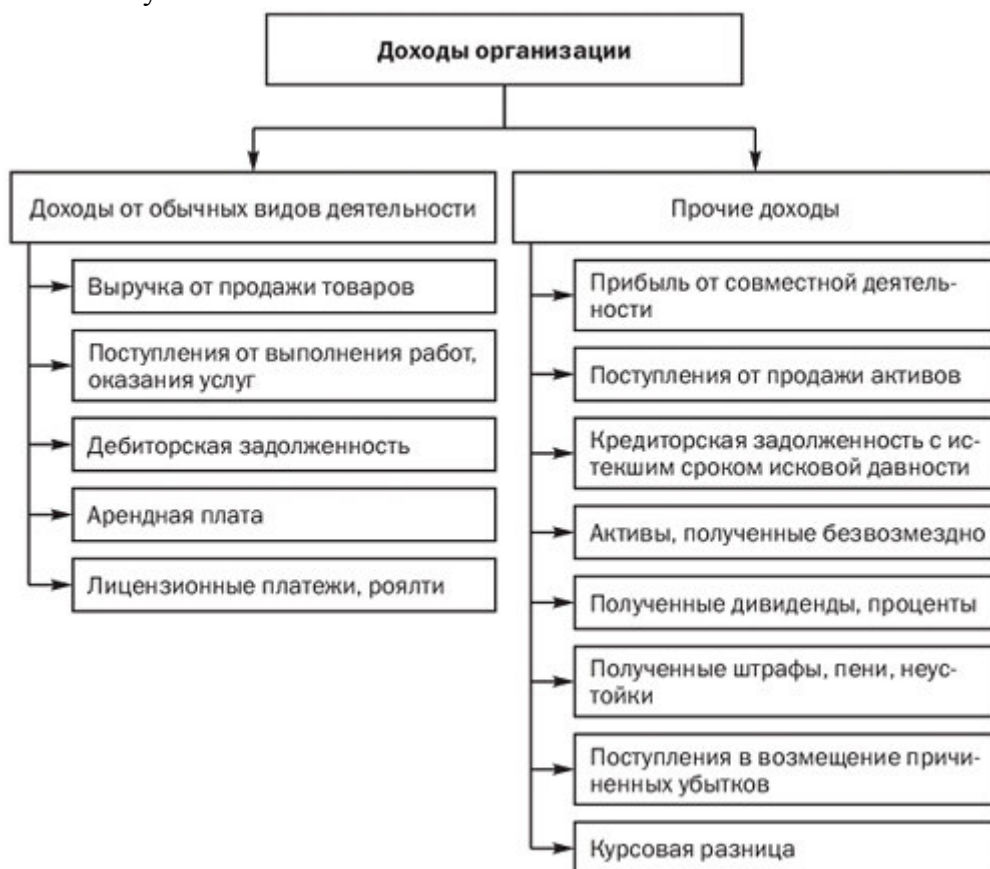 Доходы организации
Доходы от обычных видов деятельности
Выручка от продажи товаров
Поступления от выполнения работ,
оказания услуг
Дебиторская задолженность
Арендная плата
Лицензионные платежи, роялти
Прочие доходы
Прибыль от совместной деятель-
ности
Поступления от продажи активов
Кредиторская задолженность с ис-
текшим сроком исковой давности
Активы, полученные безвозмездно
Полученные дивиденды, проценты
Полученные штрафы, пени, неус-
тойки
Поступления в возмещение причи-
ненных убытков
Курсовая разница